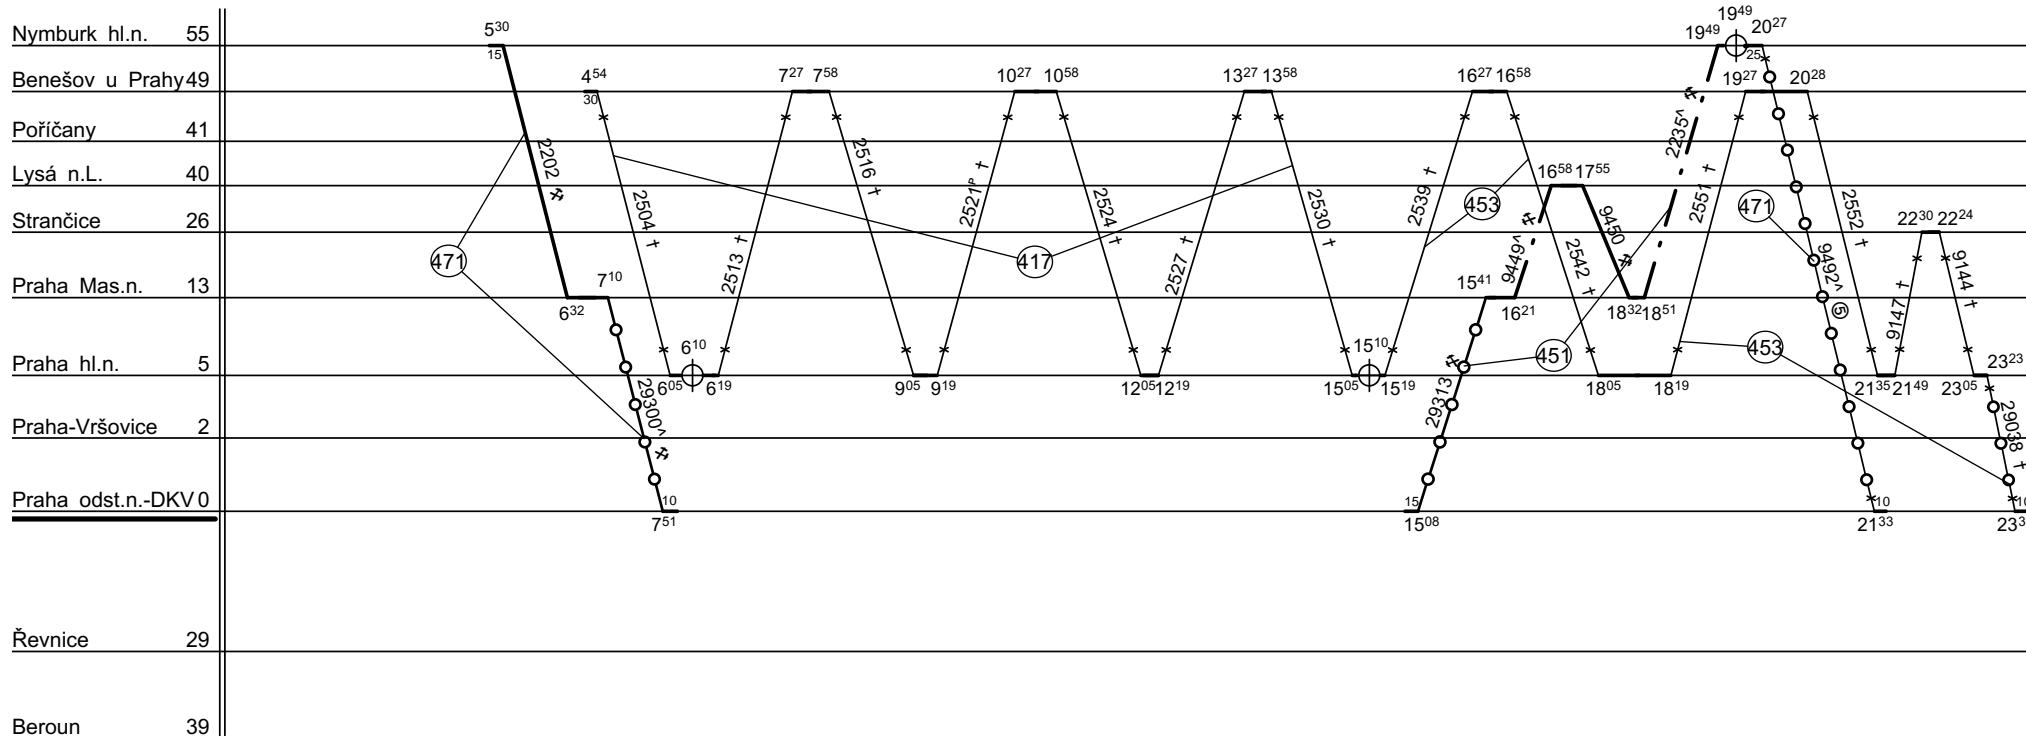 19⁴⁹
Nymburk hl.n. 55 5³⁰ 19⁴⁹ 20²⁷
15 25
Benešov u Prahy 49 4⁵⁴ 7²⁷ 7⁵⁸ 10²⁷ 10⁵⁸ 13²⁷ 13⁵⁸ 16²⁷ 16⁵⁸ 19²⁷ 20²⁸
30
Poříčany 41
2202 ⚒ 2504 † 2513 † 2516 † 2521ᴾ † 2524 † 2527 † 2530 † 2539 † 2542 † 2235^ ⚒ 2551 † 2552 †
Lysá n.L. 40 16⁵⁸ 17⁵⁵
453 471
Strančice 26 22³⁰ 22²⁴
9449^ ⚒ 9450 ⚒ 9492^ ⑤ 9147 † 9144 †
471 417
Praha Mas.n. 13 7¹⁰ 15⁴¹
6³² 16²¹ 18³² 18⁵¹
6¹⁰ 15¹⁰
451 453
Praha hl.n. 5 23²³
6⁰⁵ 6¹⁹ 9⁰⁵ 9¹⁹ 12⁰⁵ 12¹⁹ 15⁰⁵ 15¹⁹ 18⁰⁵ 18¹⁹ 21³⁵ 21⁴⁹ 23⁰⁵
29300^ ⚒ 29313 ⚒ 29038 †
Praha-Vršovice 2
Praha odst.n.-DKV 0 10 15 10
7⁵¹ 15⁰⁸ 21³³
Řevnice 29
Beroun 39